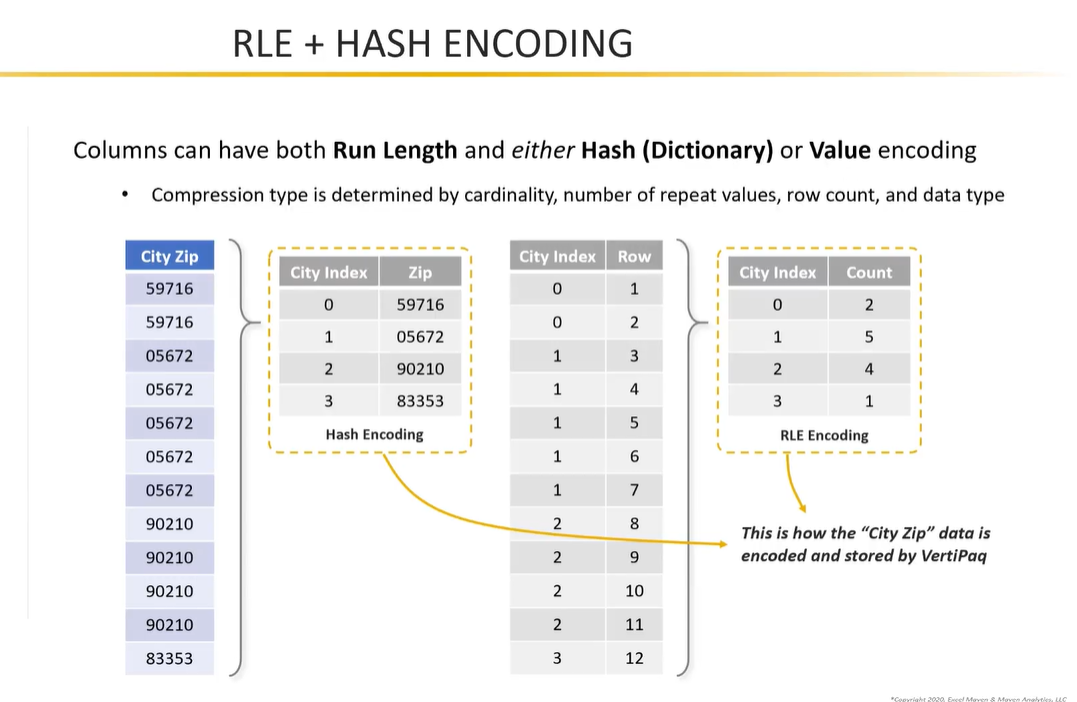 RLE + HASH ENCODING
Columns can have both Run Length and either Hash (Dictionary) or Value encoding
• Compression type is determined by cardinality, number of repeat values, row count, and data type
City Zip
59716
59716
05672
05672
05672
05672
05672
90210
90210
90210
90210
83353
City Index Zip
0 59716
1 05672
2 90210
3 83353
Hash Encoding
City Index Row
0 1
0 2
1 3
1 4
1 5
1 6
1 7
2 8
2 9
2 10
2 11
3 12
City Index Count
0 2
1 5
2 4
3 1
RLE Encoding
This is how the “City Zip” data is
encoded and stored by VertiPaq
*Copyright 2020, Excel Maven & Maven Analytics, LLC